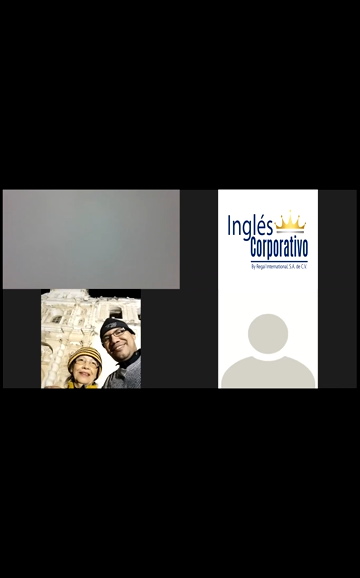 Inglés
Corporativo
By Regal International, S.A. de C.V.